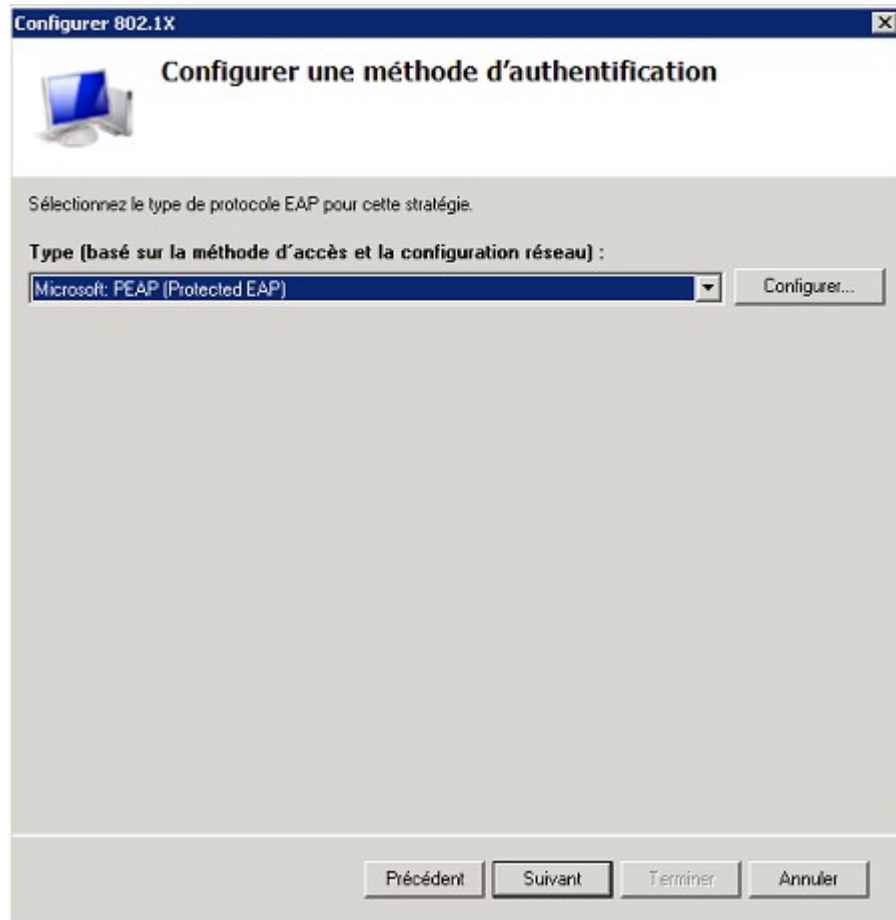 Configurer 802.1X
Configurer une méthode d'authentification
Sélectionnez le type de protocole EAP pour cette stratégie.
Type (basé sur la méthode d'accès et la configuration réseau) :
Microsoft: PEAP (Protected EAP)
Configurer...
Précédent
Suivant
Terminer
Annuler